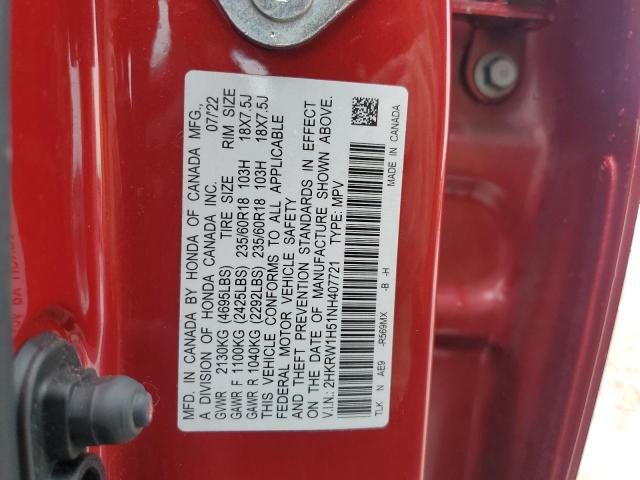 MFD. IN CANADA BY HONDA OF CANADA MFG.,
A DIVISION OF HONDA CANADA INC. 07/22
GVWR 2130KG (4695LBS) TIRE SIZE RIM SIZE
GAWR F 1100KG (2425LBS) 235/60R18 103H 18X7.5J
GAWR R 1040KG (2292LBS) 235/60R18 103H 18X7.5J
THIS VEHICLE CONFORMS TO ALL APPLICABLE
FEDERAL MOTOR VEHICLE SAFETY
AND THEFT PREVENTION STANDARDS IN EFFECT
ON THE DATE OF MANUFACTURE SHOWN ABOVE.
V.I.N.: 2HKRW1H51NH407721 TYPE: MPV
TLK N AE9 -R569MX -B -H MADE IN CANADA